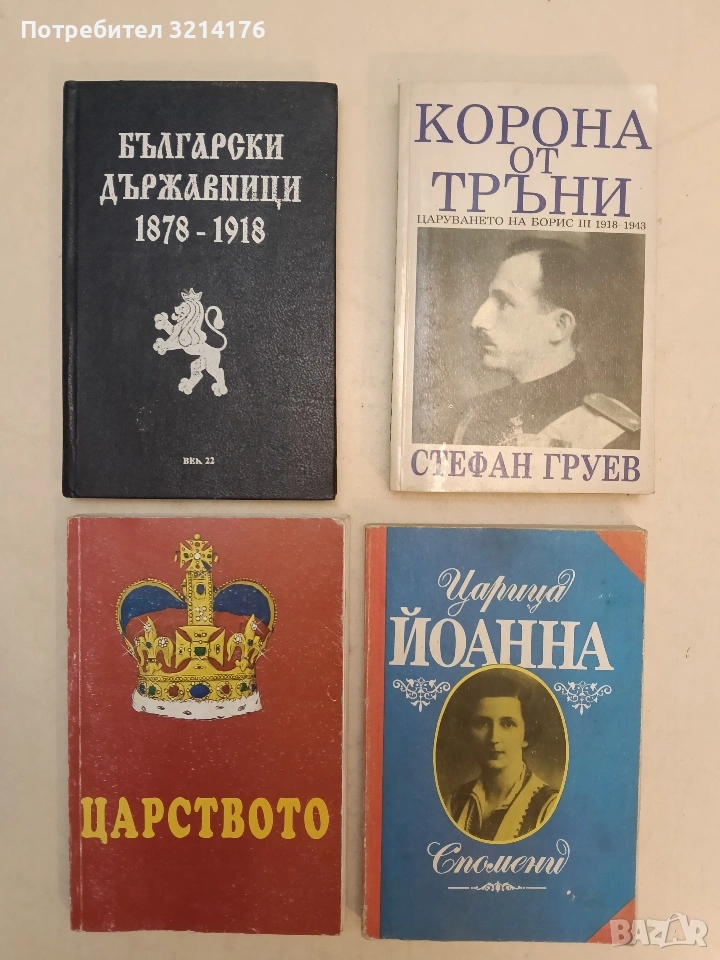 Потребител 3214176
БЪЛГАРСКИ
ДЪРЖАВНИЦИ
1878 - 1918
ВЕК 22
КОРОНА
ОТ
ТРЪНИ
ЦАРУВАНЕТО НА БОРИС III 1918-1943
СТЕФАН ГРУЕВ
ЦАРСТВОТО
Царица
ЙОАННА
Спомени
BAZAR